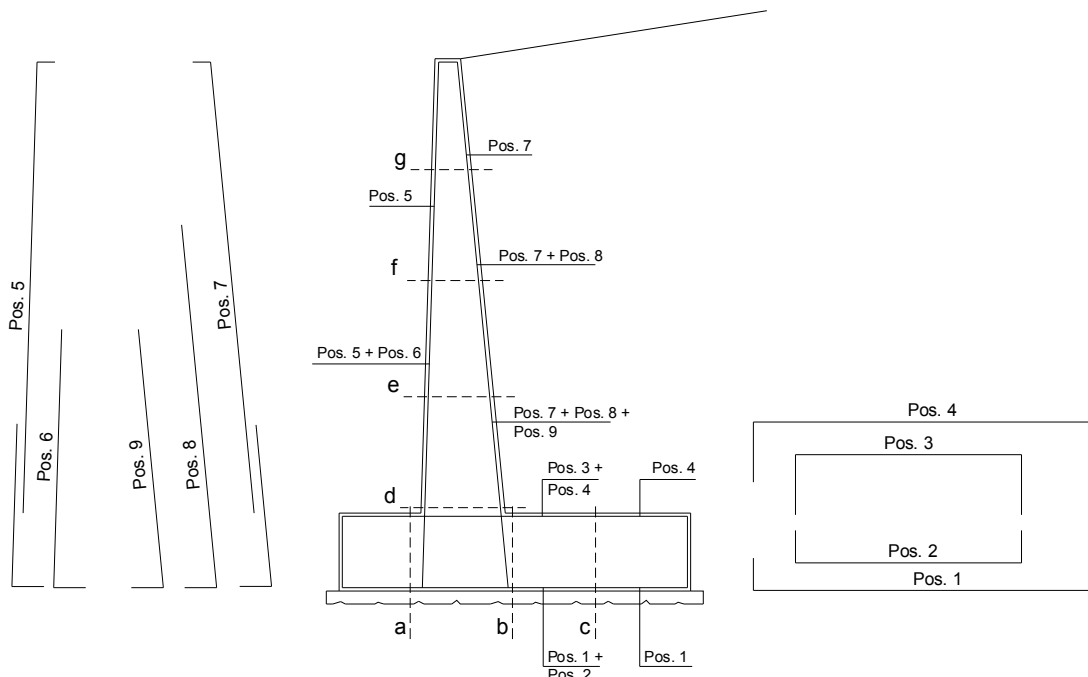 g
Pos. 7
Pos. 5
Pos. 7 + Pos. 8
f
Pos. 5
Pos. 7
Pos. 5 + Pos. 6
e
Pos. 4
Pos. 7 + Pos. 8 +
Pos. 9
Pos. 3
Pos. 6
Pos. 9
Pos. 8
Pos. 3 +
Pos. 4
Pos. 4
d
Pos. 2
Pos. 1
a
b
c
Pos. 1 +
Pos. 2
Pos. 1